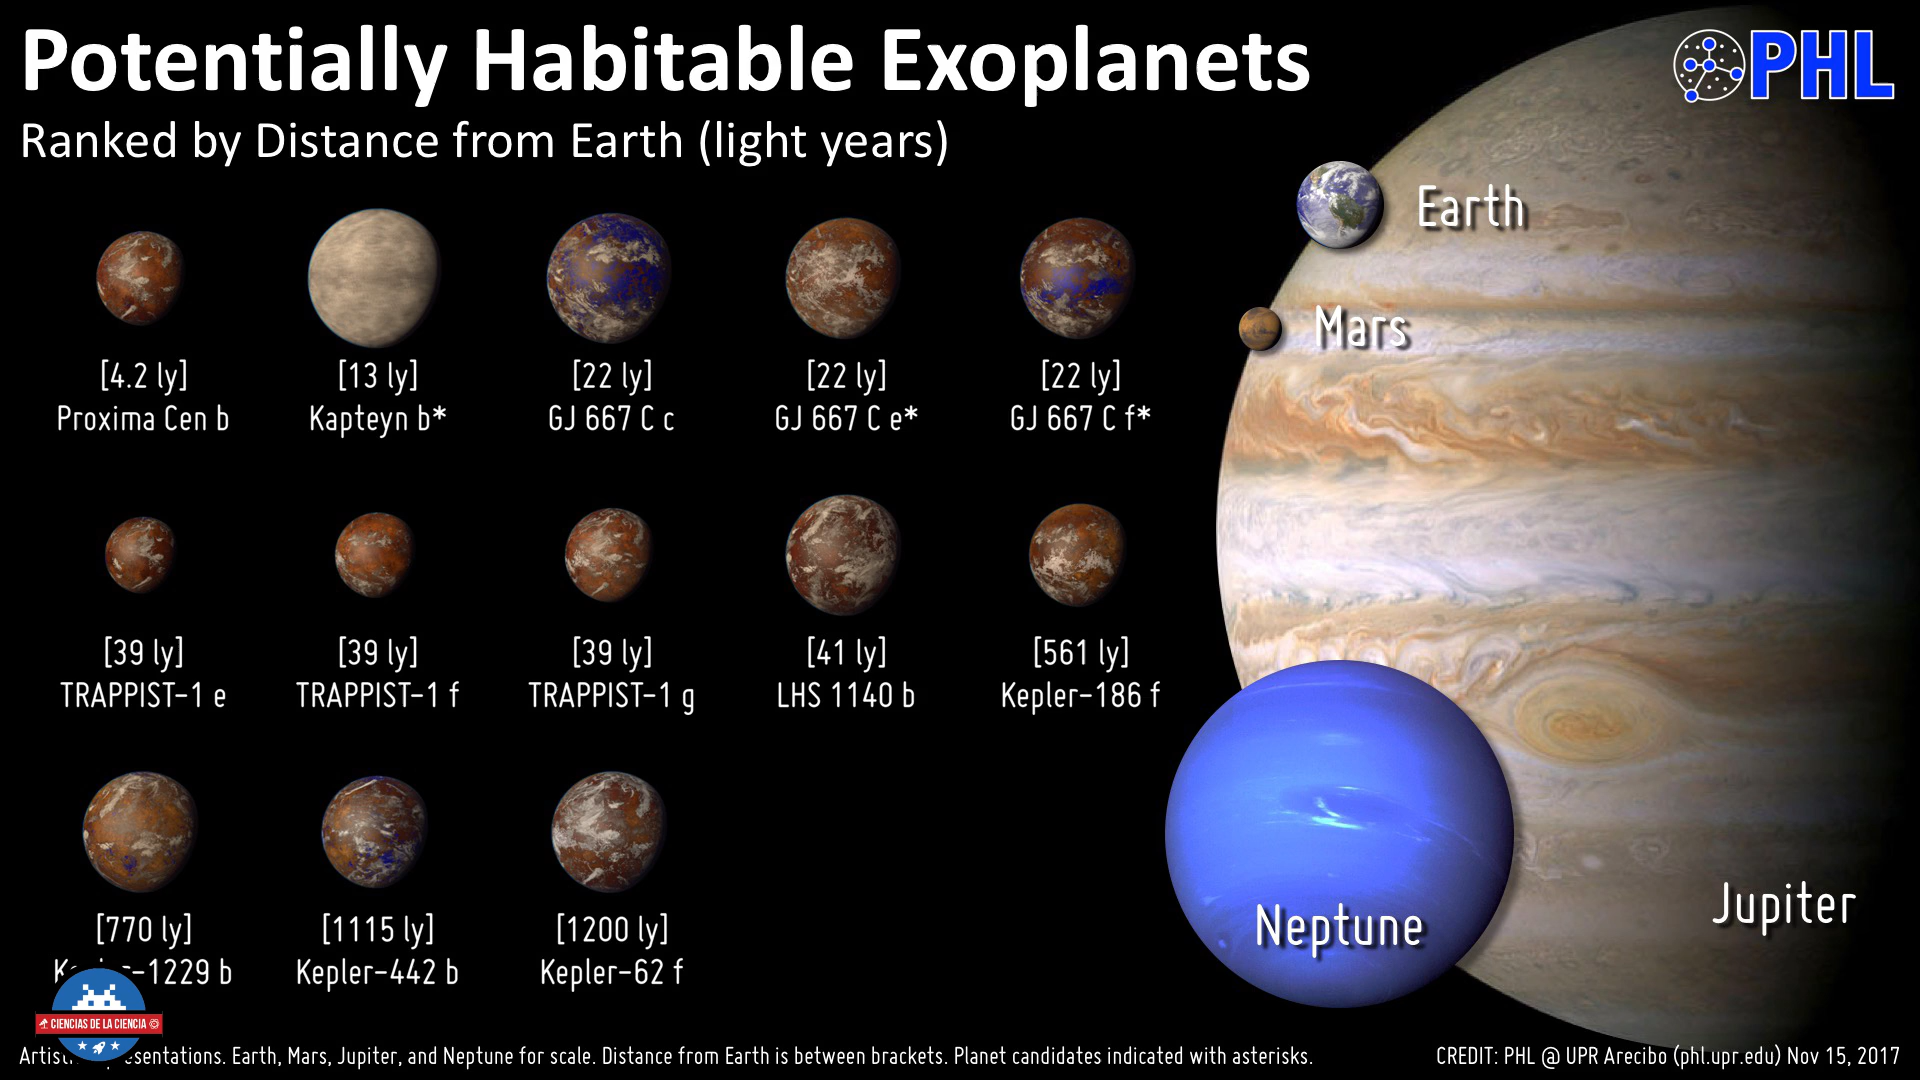 Potentially Habitable Exoplanets
PHL
Ranked by Distance from Earth (light years)
Earth
Mars
[4.2 ly] [13 ly] [22 ly] [22 ly] [22 ly]
Proxima Cen b Kapteyn b* GJ 667 C c GJ 667 C e* GJ 667 C f*
[39 ly] [39 ly] [39 ly] [41 ly] [561 ly]
TRAPPIST-1 e TRAPPIST-1 f TRAPPIST-1 g LHS 1140 b Kepler-186 f
[770 ly] [1115 ly] [1200 ly]
-1229 b Kepler-442 b Kepler-62 f
Neptune
Jupiter
CIENCIAS DE LA CIENCIA
Earth, Mars, Jupiter, and Neptune for scale. Distance from Earth is between brackets. Planet candidates indicated with asterisks.
CREDIT: PHL @ UPR Arecibo (phl.upr.edu) Nov 15, 2017